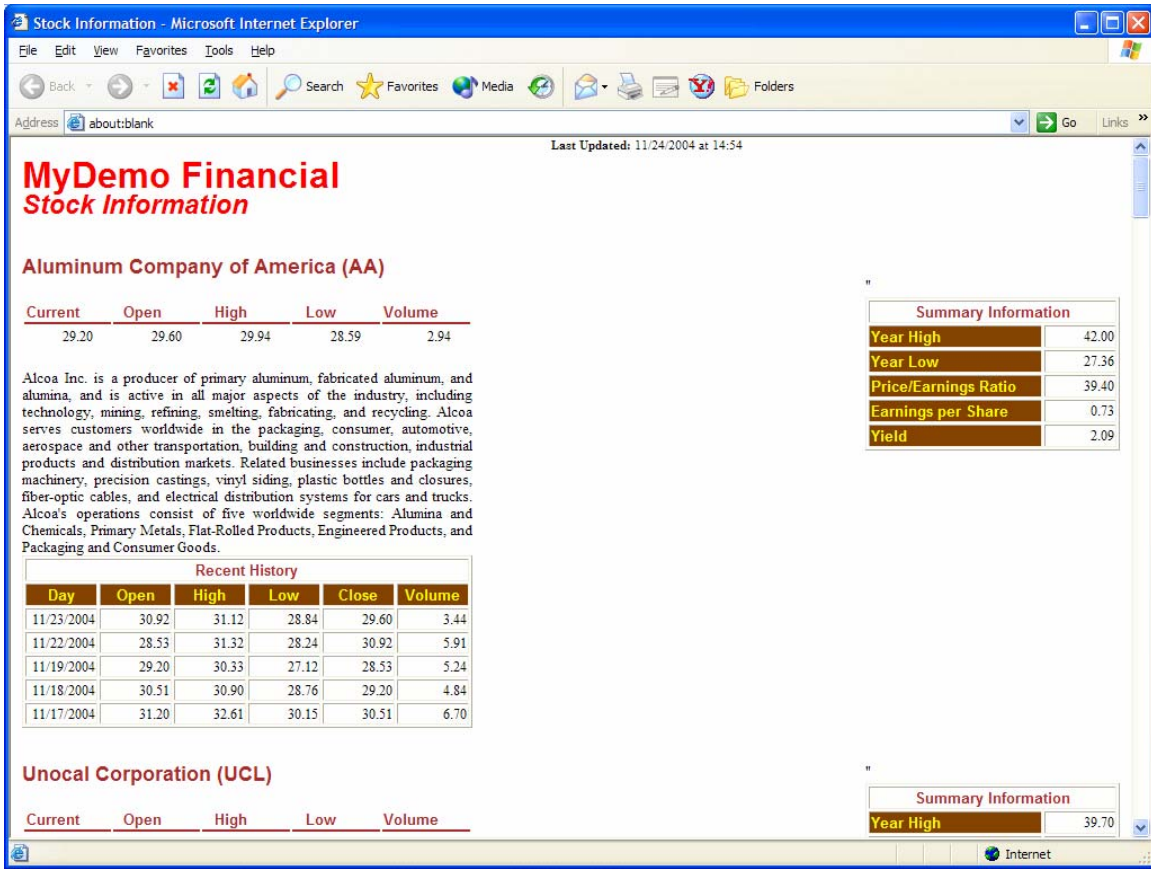 Stock Information - Microsoft Internet Explorer
File Edit View Favorites Tools Help
Back Search Favorites Media Folders
Address about:blank Go Links »
Last Updated: 11/24/2004 at 14:54
MyDemo Financial
Stock Information
Aluminum Company of America (AA)
Current Open High Low Volume
29.20 29.60 29.94 28.59 2.94
Alcoa Inc. is a producer of primary aluminum, fabricated aluminum, and
alumina, and is active in all major aspects of the industry, including
technology, mining, refining, smelting, fabricating, and recycling. Alcoa
serves customers worldwide in the packaging, consumer, automotive,
aerospace and other transportation, building and construction, industrial
products and distribution markets. Related businesses include packaging
machinery, precision castings, vinyl siding, plastic bottles and closures,
fiber-optic cables, and electrical distribution systems for cars and trucks.
Alcoa's operations consist of five worldwide segments: Alumina and
Chemicals, Primary Metals, Flat-Rolled Products, Engineered Products, and
Packaging and Consumer Goods.
Recent History
Day Open High Low Close Volume
11/23/2004 30.92 31.12 28.84 29.60 3.44
11/22/2004 28.53 31.32 28.24 30.92 5.91
11/19/2004 29.20 30.33 27.12 28.53 5.24
11/18/2004 30.51 30.90 28.76 29.20 4.84
11/17/2004 31.20 32.61 30.15 30.51 6.70
"
Summary Information
Year High 42.00
Year Low 27.36
Price/Earnings Ratio 39.40
Earnings per Share 0.73
Yield 2.09
Unocal Corporation (UCL)
Current Open High Low Volume
"
Summary Information
Year High 39.70
Internet